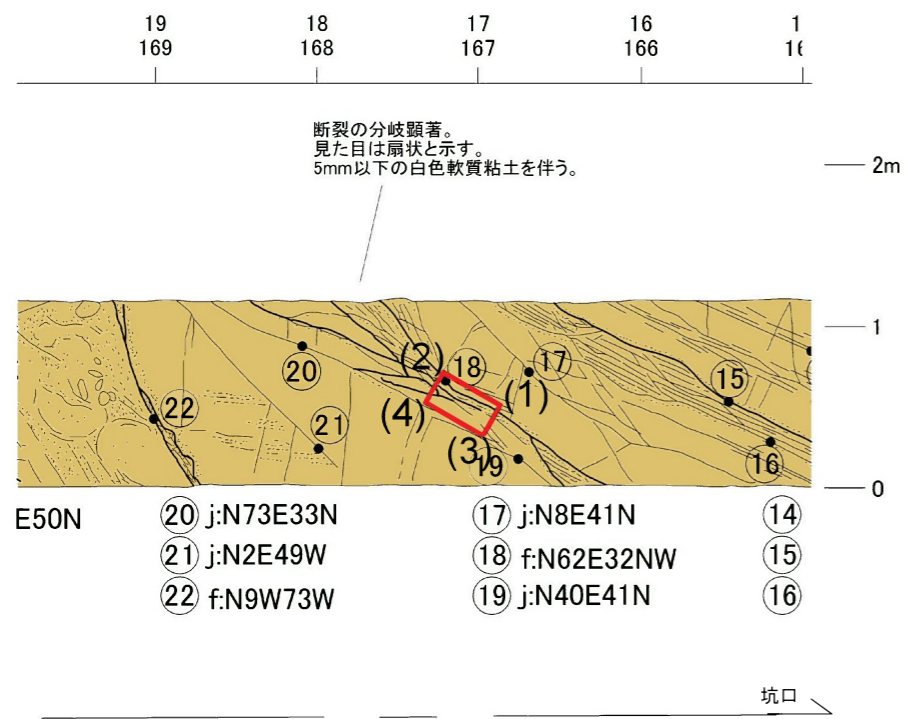 19 18 17 16 1
169 168 167 166
断裂の分岐顕著。
見た目は扇状と示す。
5mm以下の白色軟質粘土を伴う。
2m
1
0
(2) ⑱ ⑰
⑳ (1) ⑮
㉒ ㉑ (4) (3) ⑲ ⑯
E50N ⑳ j:N73E33N ⑰ j:N8E41N ⑭
㉑ j:N2E49W ⑱ f:N62E32NW ⑮
㉒ f:N9W73W ⑲ j:N40E41N ⑯
坑口